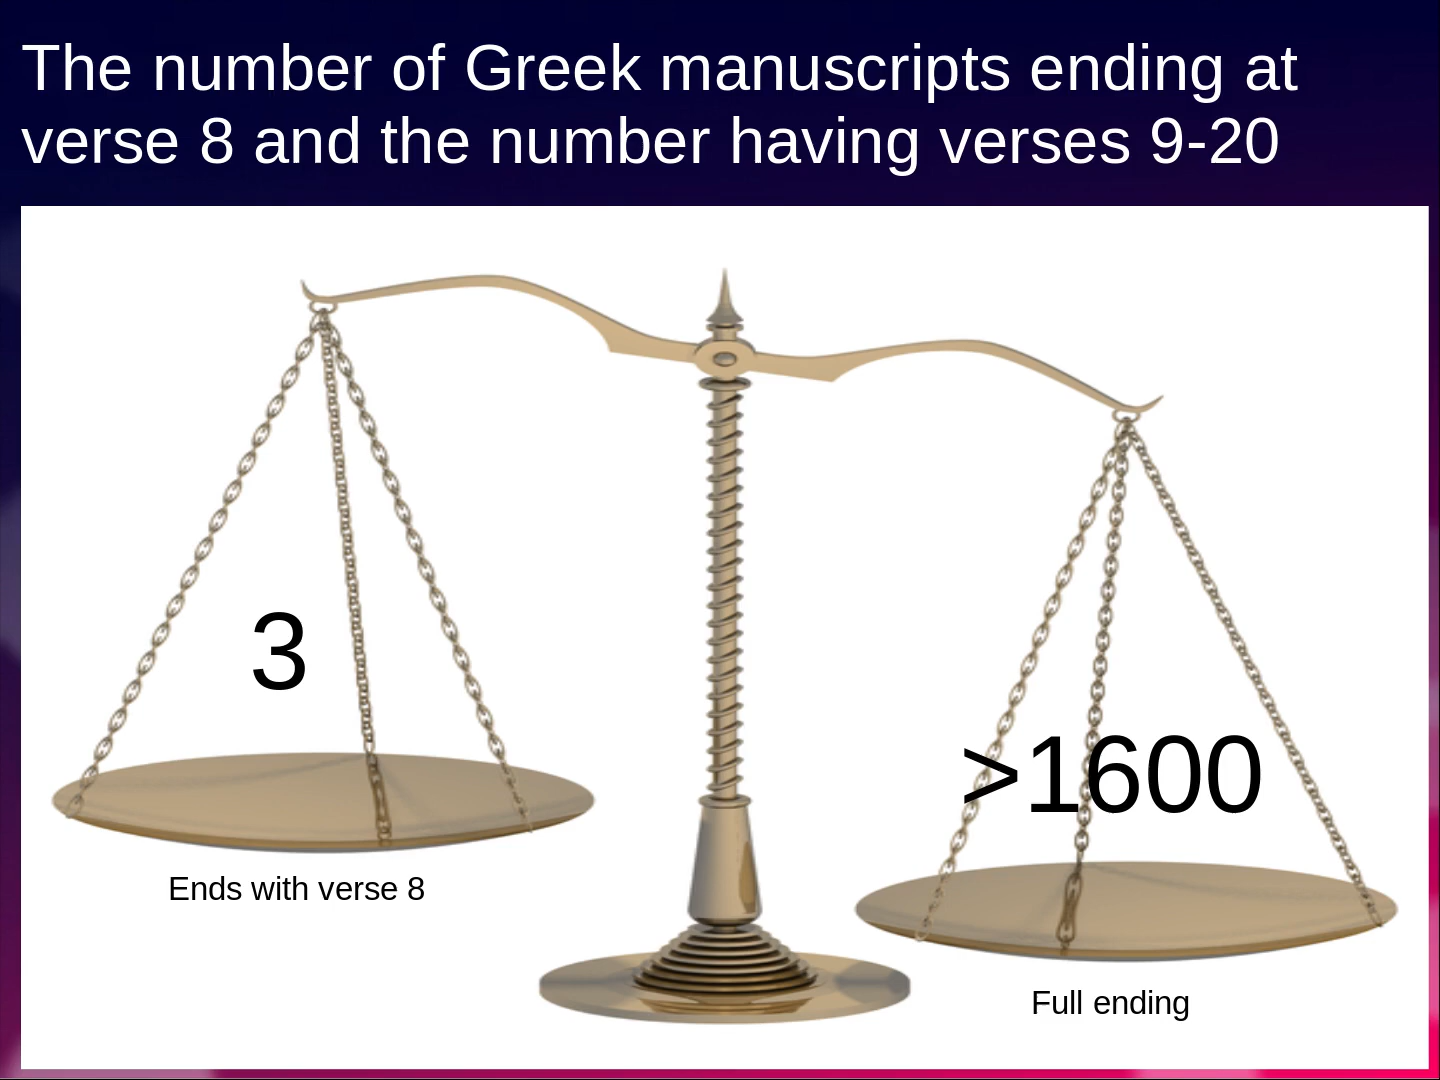 The number of Greek manuscripts ending at
verse 8 and the number having verses 9-20
3
>1600
Ends with verse 8
Full ending